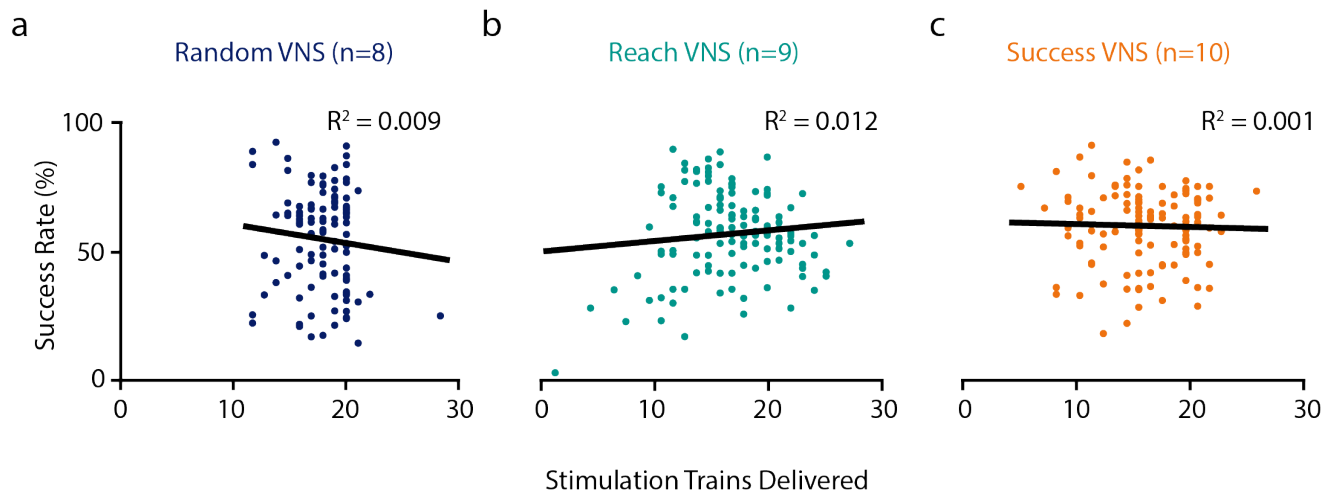 a
b
c
Random VNS (n=8)
Reach VNS (n=9)
Success VNS (n=10)
R² = 0.009
R² = 0.012
R² = 0.001
Success Rate (%)
100
50
0
0 10 20 30
0 10 20 30
0 10 20 30
Stimulation Trains Delivered